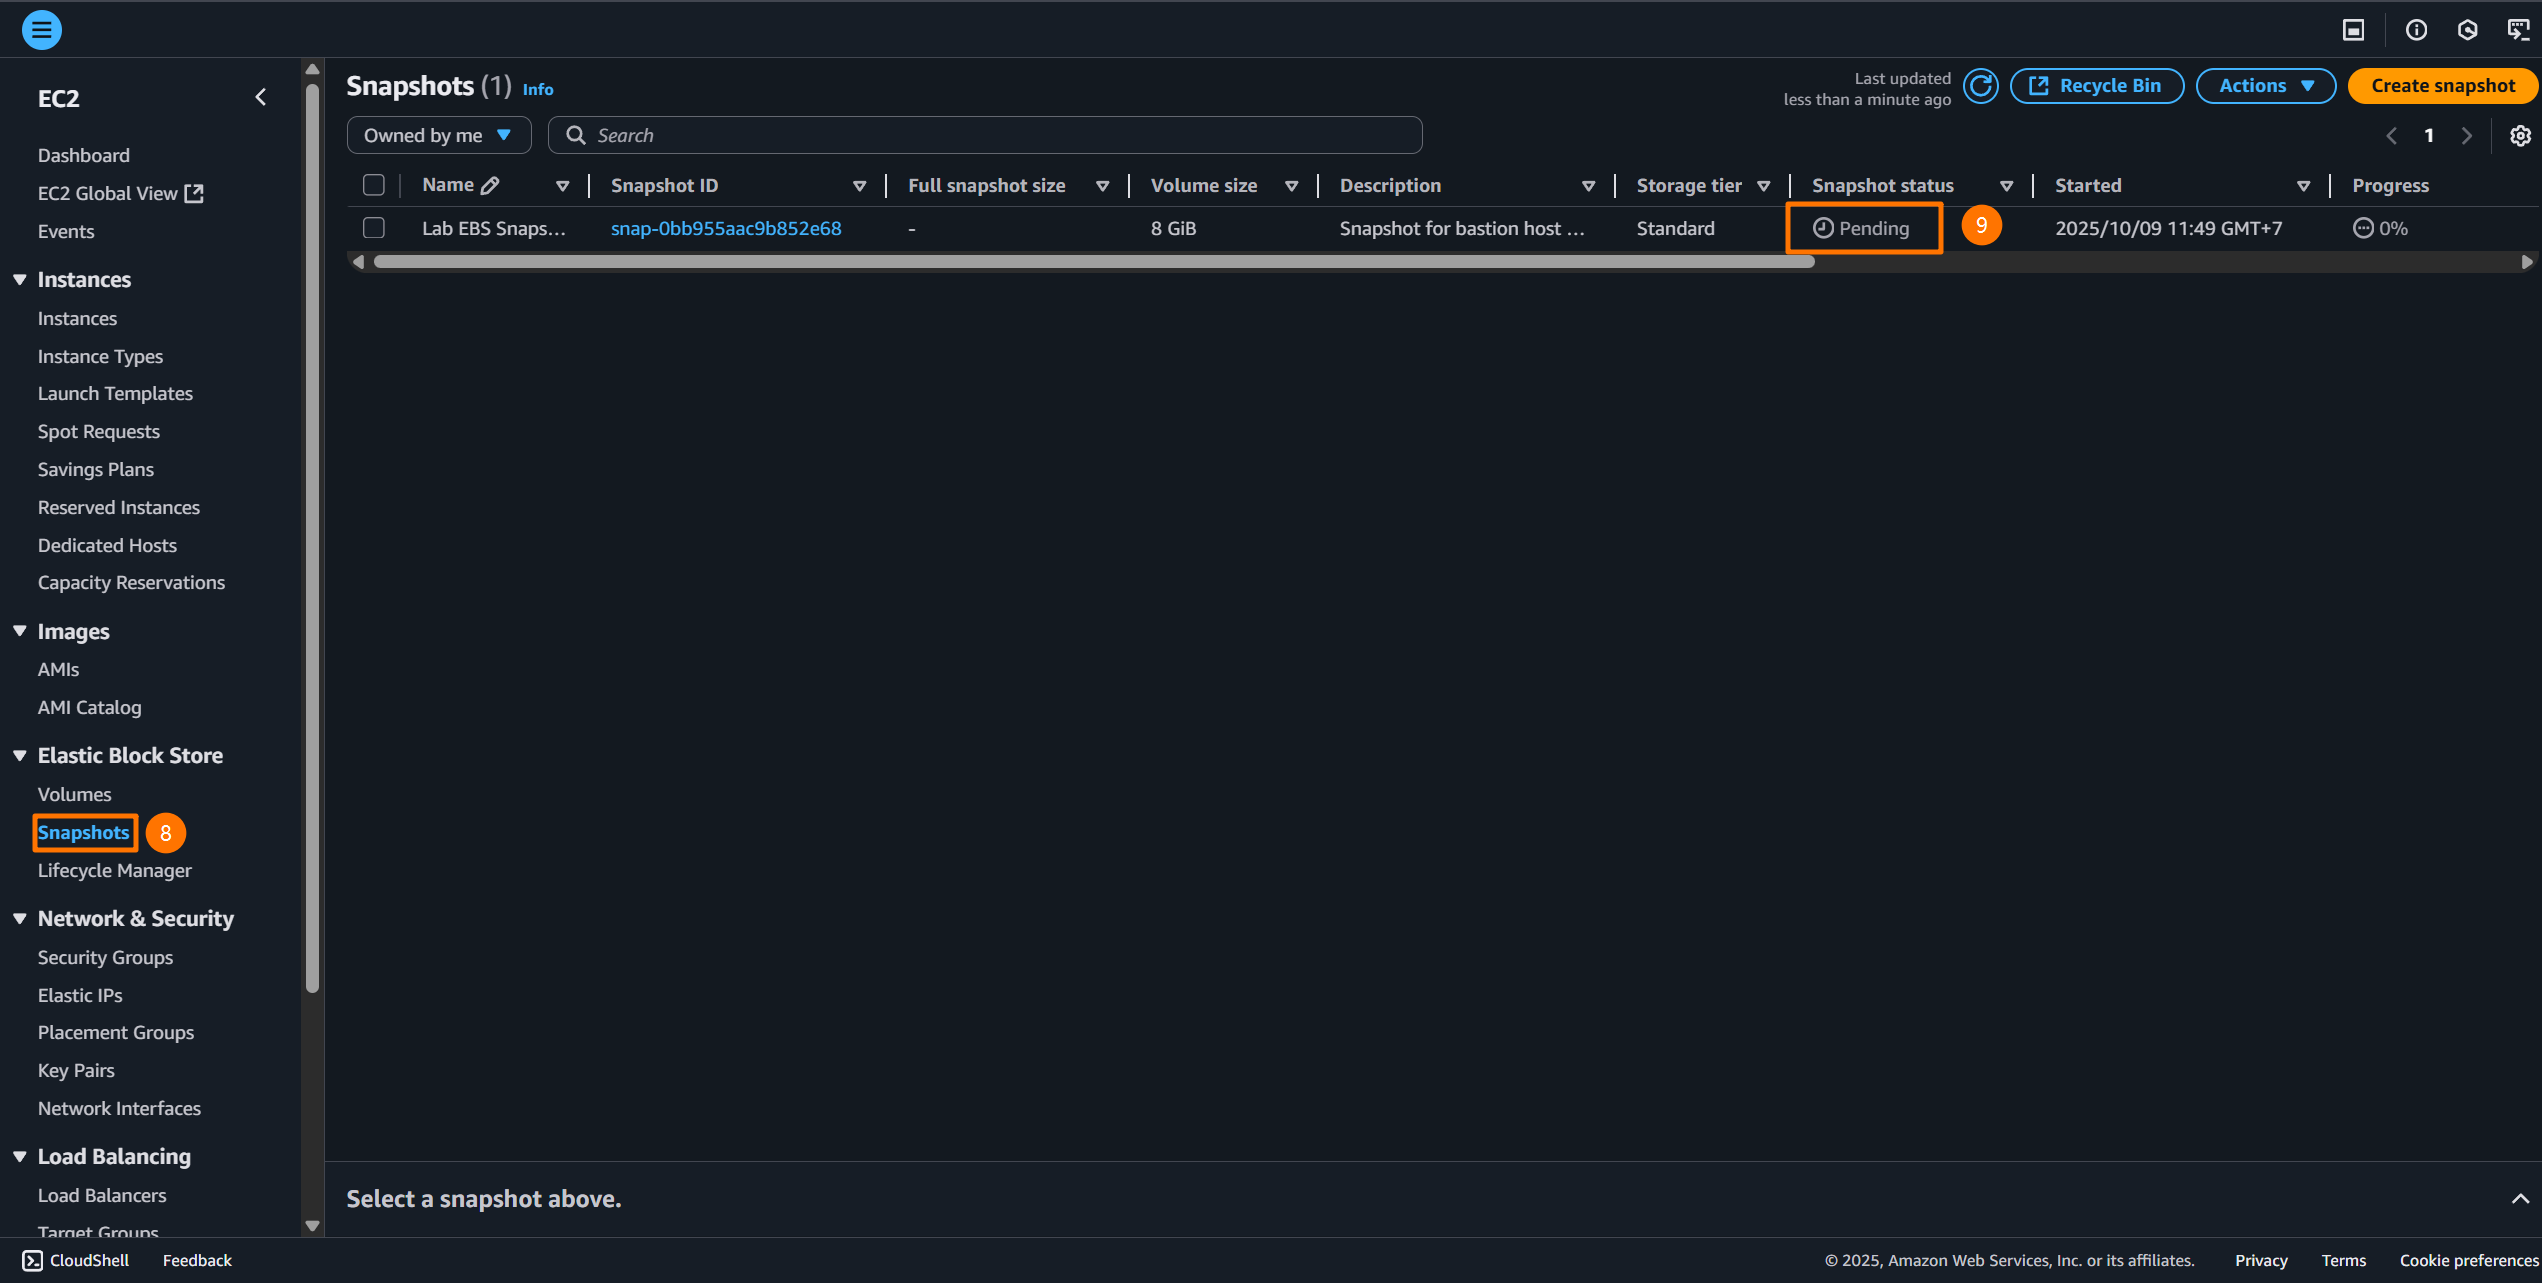 EC2
Dashboard
EC2 Global View
Events
Instances
Instances
Instance Types
Launch Templates
Spot Requests
Savings Plans
Reserved Instances
Dedicated Hosts
Capacity Reservations
Images
AMIs
AMI Catalog
Elastic Block Store
Volumes
Snapshots 8
Lifecycle Manager
Network & Security
Security Groups
Elastic IPs
Placement Groups
Key Pairs
Network Interfaces
Load Balancing
Load Balancers
Target Groups
Snapshots (1) Info
Last updated
less than a minute ago
Recycle Bin
Actions
Create snapshot
Owned by me
Search
1
Name Snapshot ID Full snapshot size Volume size Description Storage tier Snapshot status Started Progress
Lab EBS Snaps... snap-0bb955aac9b852e68 - 8 GiB Snapshot for bastion host ... Standard Pending 9 2025/10/09 11:49 GMT+7 0%
Select a snapshot above.
CloudShell Feedback © 2025, Amazon Web Services, Inc. or its affiliates. Privacy Terms Cookie preferences